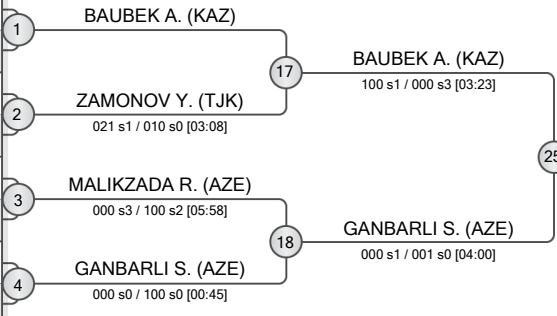 BAUBEK A. (KAZ)
1
17
BAUBEK A. (KAZ)
100 s1 / 000 s3 [03:23]
ZAMONOV Y. (TJK)
2
021 s1 / 010 s0 [03:08]
25
MALIKZADA R. (AZE)
3
000 s3 / 100 s2 [05:58]
18
GANBARLI S. (AZE)
000 s1 / 001 s0 [04:00]
GANBARLI S. (AZE)
4
000 s0 / 100 s0 [00:45]